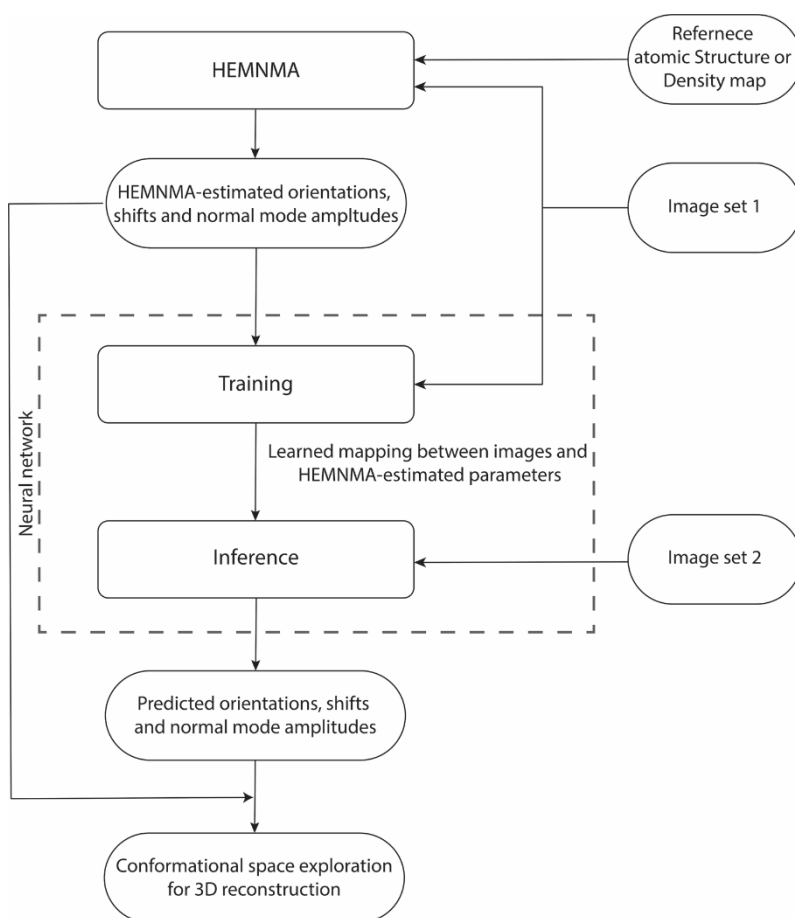 Refernece
atomic Structure or
Density map
HEMNMA
HEMNMA-estimated orientations,
shifts and normal mode ampltudes
Image set 1
Training
Neural network
Learned mapping between images and
HEMNMA-estimated parameters
Inference
Image set 2
Predicted orientations, shifts
and normal mode amplitudes
Conformational space exploration
for 3D reconstruction